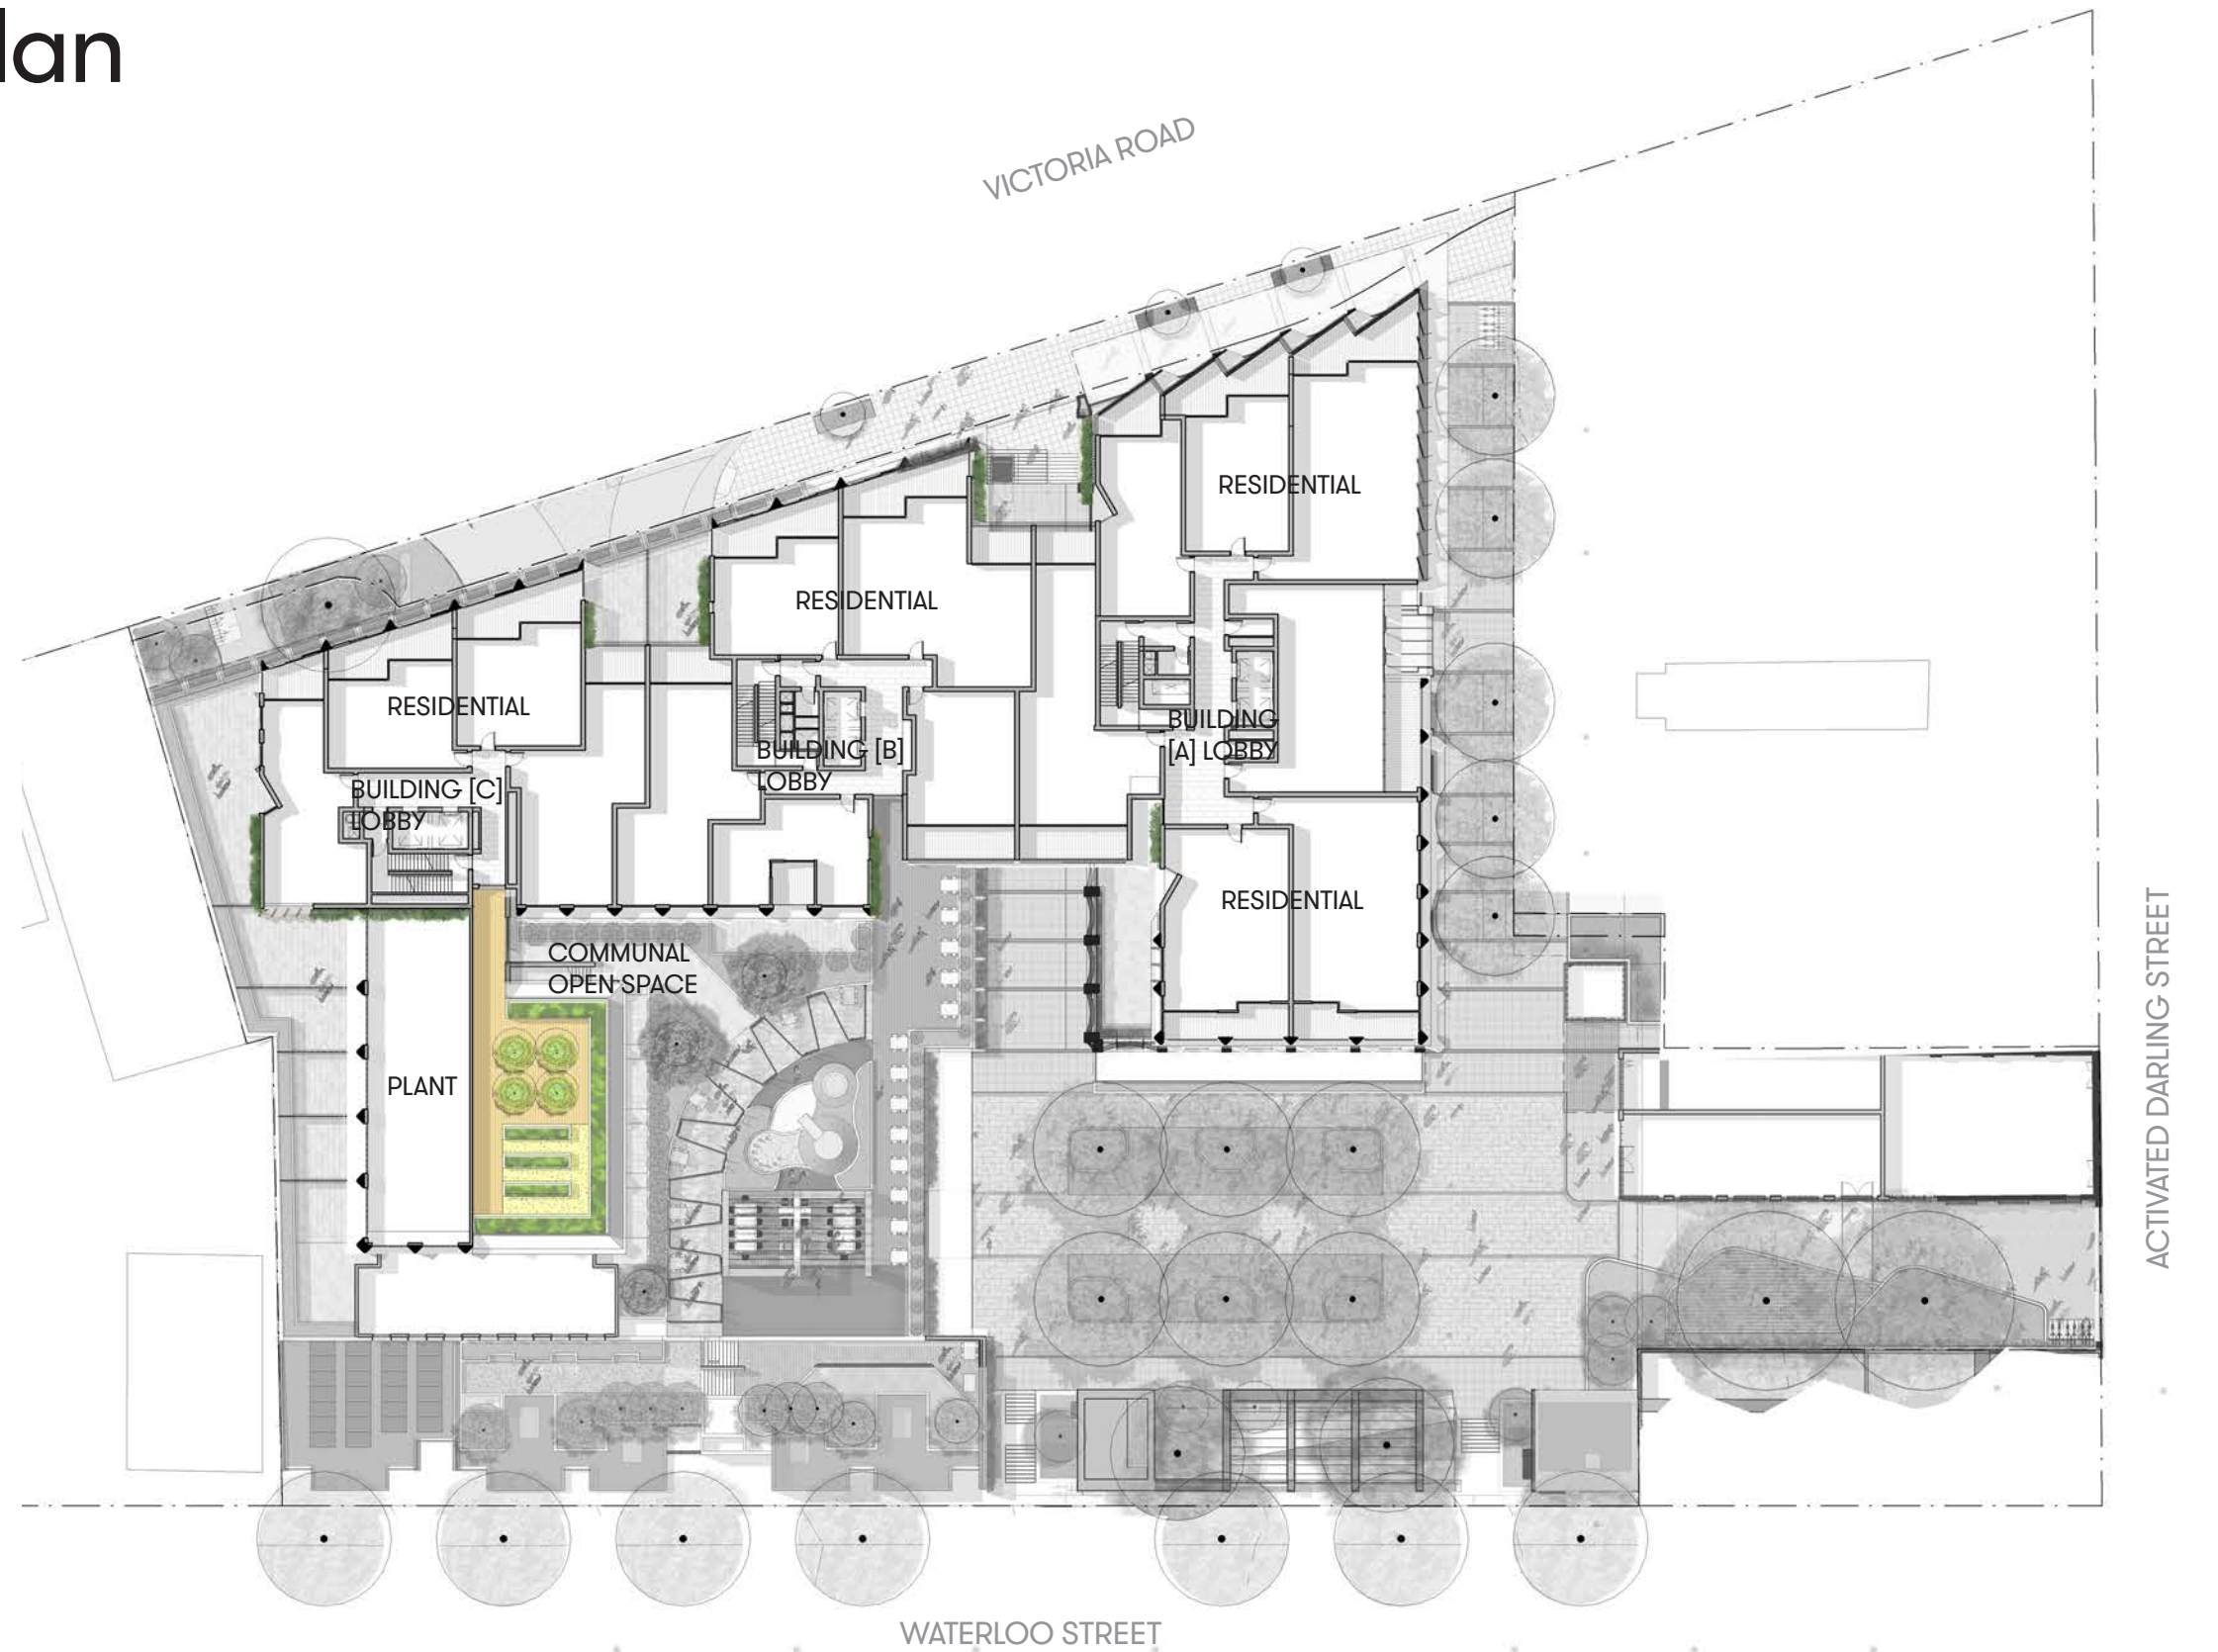 lan
VICTORIA ROAD
RESIDENTIAL
RESIDENTIAL
RESIDENTIAL
BUILDING
[A] LOBBY
BUILDING [B]
LOBBY
BUILDING [C]
LOBBY
RESIDENTIAL
COMMUNAL
OPEN SPACE
PLANT
ACTIVATED DARLING STREET
WATERLOO STREET